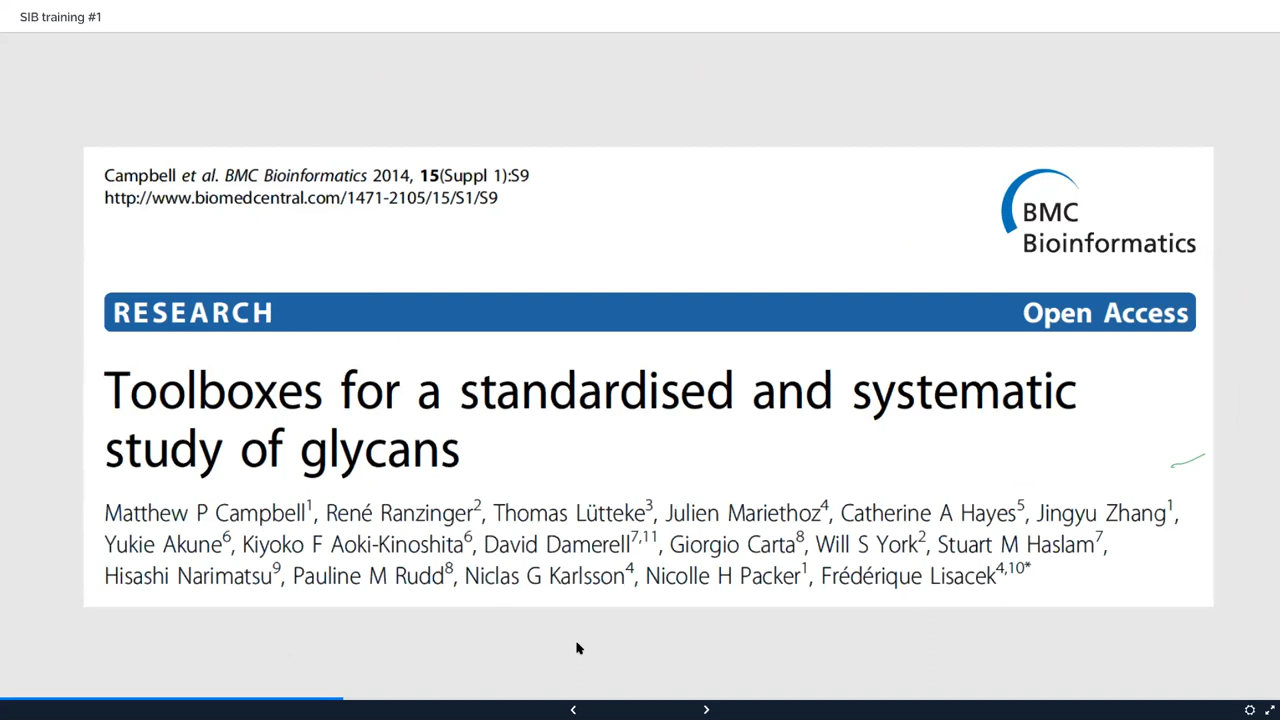 SIB training #1
Campbell et al. BMC Bioinformatics 2014, 15(Suppl 1):S9
http://www.biomedcentral.com/1471-2105/15/S1/S9
BMC
Bioinformatics
RESEARCH Open Access
Toolboxes for a standardised and systematic
study of glycans
Matthew P Campbell1, René Ranzinger2, Thomas Lütteke3, Julien Mariethoz4, Catherine A Hayes5, Jingyu Zhang1,
Yukie Akune6, Kiyoko F Aoki-Kinoshita6, David Damerell7,11, Giorgio Carta8, Will S York2, Stuart M Haslam7,
Hisashi Narimatsu9, Pauline M Rudd8, Niclas G Karlsson4, Nicolle H Packer1, Frédérique Lisacek4,10*